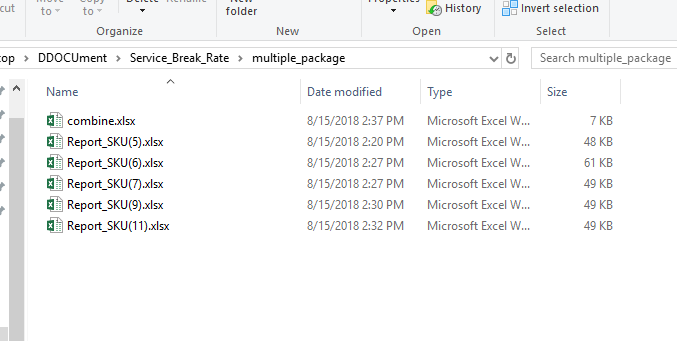 cut Move to Copy to Delete Rename New folder Properties History Invert selection
Organize New Open Select
top DDOCUment Service_Break_Rate multiple_package Search multiple_package
Name Date modified Type Size
combine.xlsx 8/15/2018 2:37 PM Microsoft Excel W... 7 KB
Report_SKU(5).xlsx 8/15/2018 2:20 PM Microsoft Excel W... 48 KB
Report_SKU(6).xlsx 8/15/2018 2:27 PM Microsoft Excel W... 61 KB
Report_SKU(7).xlsx 8/15/2018 2:27 PM Microsoft Excel W... 49 KB
Report_SKU(9).xlsx 8/15/2018 2:30 PM Microsoft Excel W... 49 KB
Report_SKU(11).xlsx 8/15/2018 2:32 PM Microsoft Excel W... 49 KB